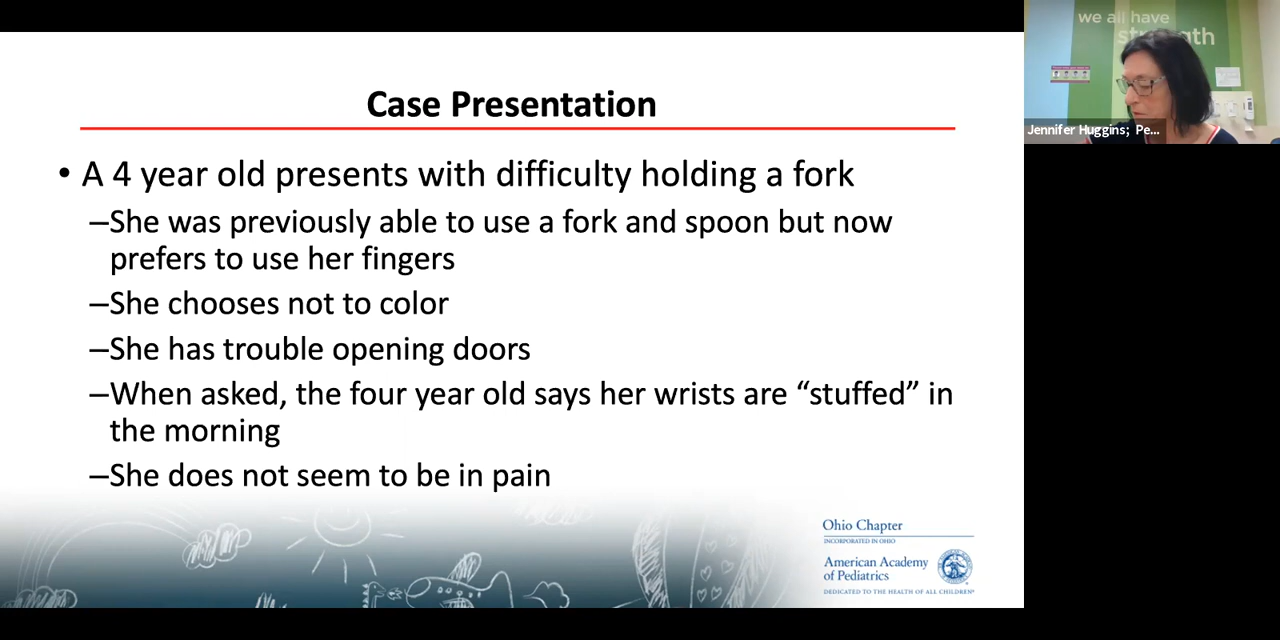 Case Presentation
• A 4 year old presents with difficulty holding a fork
–She was previously able to use a fork and spoon but now
prefers to use her fingers
–She chooses not to color
–She has trouble opening doors
–When asked, the four year old says her wrists are “stuffed” in
the morning
–She does not seem to be in pain
Ohio Chapter
INCORPORATED IN OHIO
American Academy
of Pediatrics
DEDICATED TO THE HEALTH OF ALL CHILDREN®
we all have
strength
Jennifer Huggins; Pe...